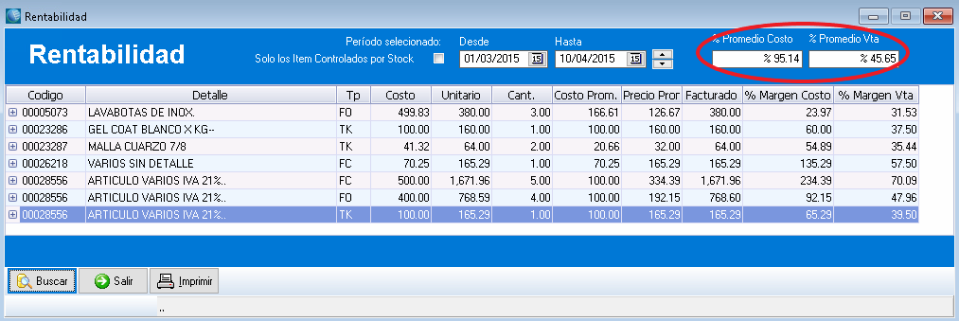 Rentabilidad
Rentabilidad
Período selecionado: Desde Hasta % Promedio Costo % Promedio Vta
Solo los Item Controlados por Stock 01/03/2015 15 10/04/2015 15 % 95.14 % 45.65
Codigo Detalle Tp Costo Unitario Cant. Costo Prom. Precio Pror Facturado % Margen Costo % Margen Vta
00005073 LAVABOTAS DE INOX. FO 499.83 380.00 3.00 166.61 126.67 380.00 23.97 31.53
00023286 GEL COAT BLANCO X KG-- TK 100.00 160.00 1.00 100.00 160.00 160.00 60.00 37.50
00023287 MALLA CUARZO 7/8 TK 41.32 64.00 2.00 20.66 32.00 64.00 54.89 35.44
00026218 VARIOS SIN DETALLE FC 70.25 165.29 1.00 70.25 165.29 165.29 135.29 57.50
00028556 ARTICULO VARIOS IVA 21%.. FC 500.00 1,671.96 5.00 100.00 334.39 1,671.96 234.39 70.09
00028556 ARTICULO VARIOS IVA 21%.. FO 400.00 768.59 4.00 100.00 192.15 768.60 92.15 47.96
00028556 ARTICULO VARIOS IVA 21%.. TK 100.00 165.29 1.00 100.00 165.29 165.29 65.29 39.50
Buscar Salir Imprimir
..